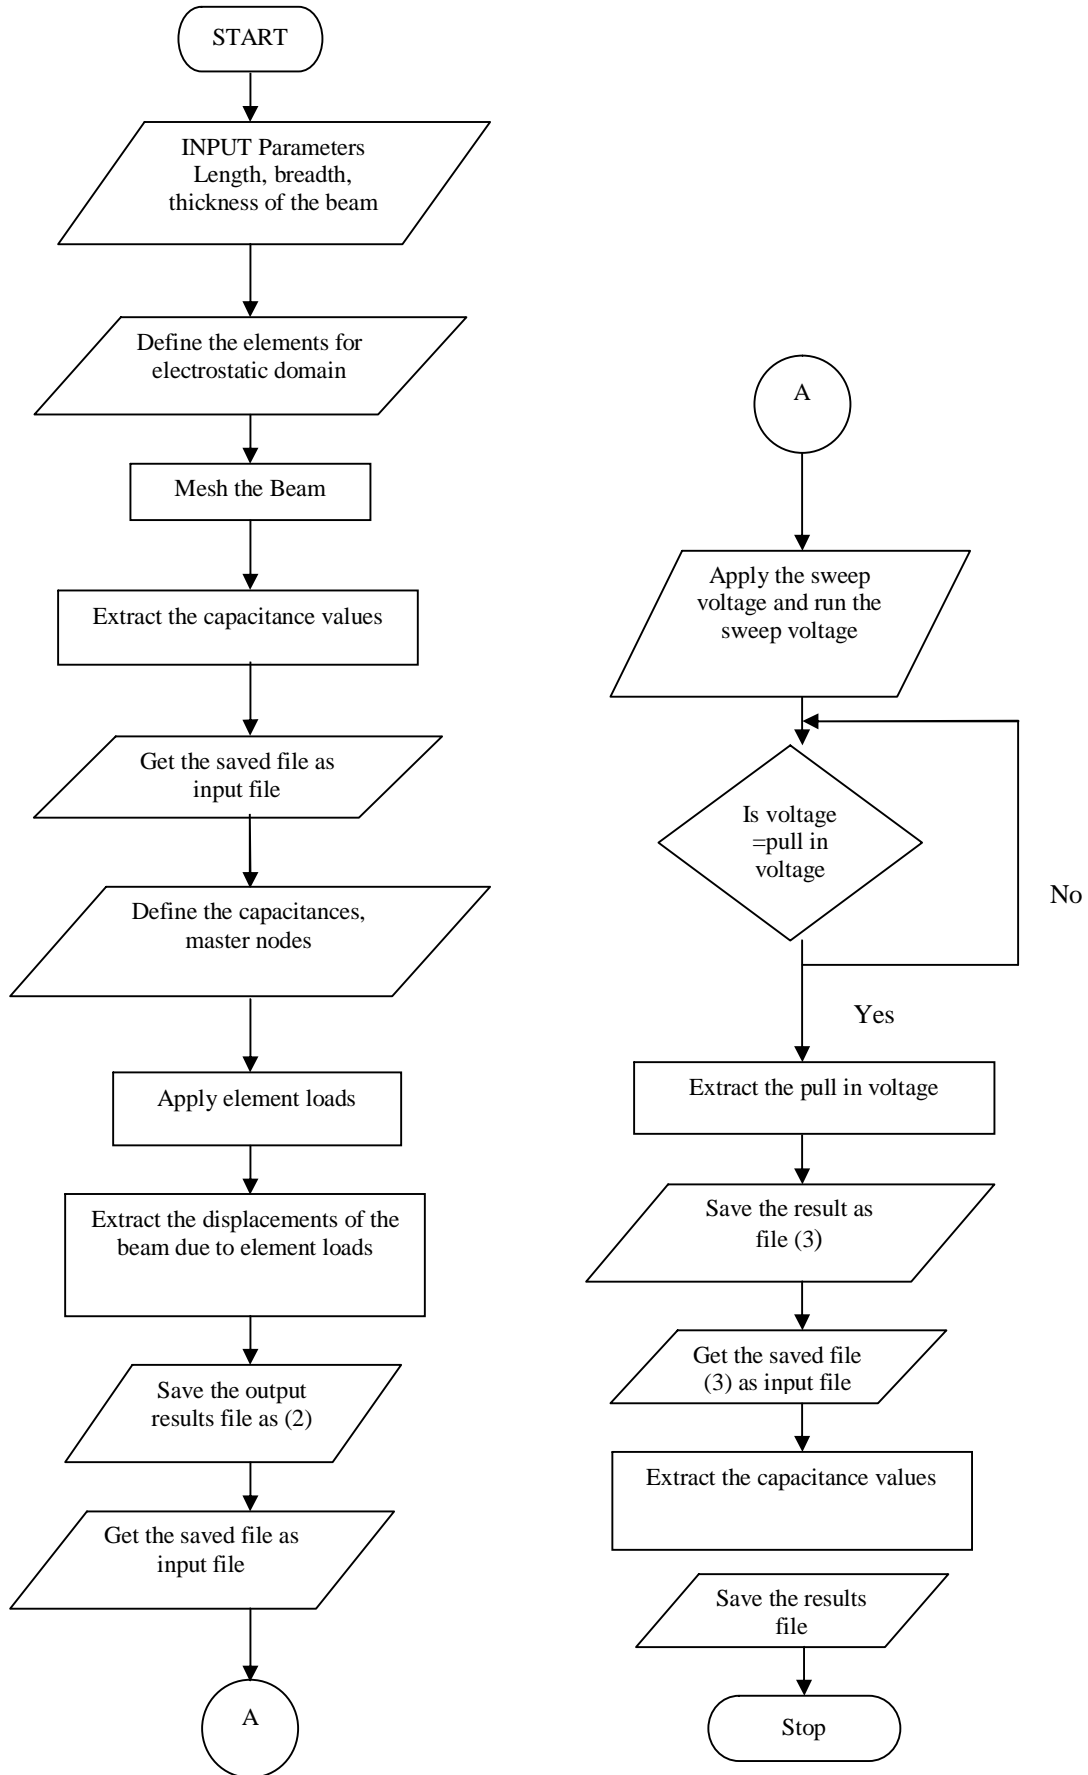 START
INPUT Parameters
Length, breadth,
thickness of the beam
Define the elements for
electrostatic domain
Mesh the Beam
Extract the capacitance values
Get the saved file as
input file
Define the capacitances,
master nodes
Apply element loads
Extract the displacements of the
beam due to element loads
Save the output
results file as (2)
Get the saved file as
input file
A
A
Apply the sweep
voltage and run the
sweep voltage
Is voltage
=pull in
voltage
No
Yes
Extract the pull in voltage
Save the result as
file (3)
Get the saved file
(3) as input file
Extract the capacitance values
Save the results
file
Stop